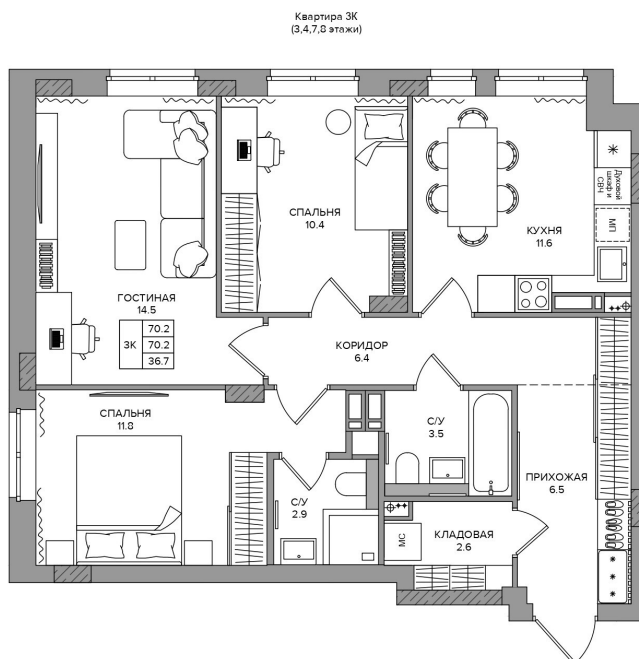 Квартира 3К
(3,4,7,8 этажи)
СПАЛЬНЯ
10.4
Духовой
шкаф и
СВЧ
МП
КУХНЯ
11.6
ГОСТИНАЯ
14.5
3К
70.2
70.2
36.7
КОРИДОР
6.4
СПАЛЬНЯ
11.8
С/У
3.5
ПРИХОЖАЯ
6.5
С/У
2.9
МС
КЛАДОВАЯ
2.6